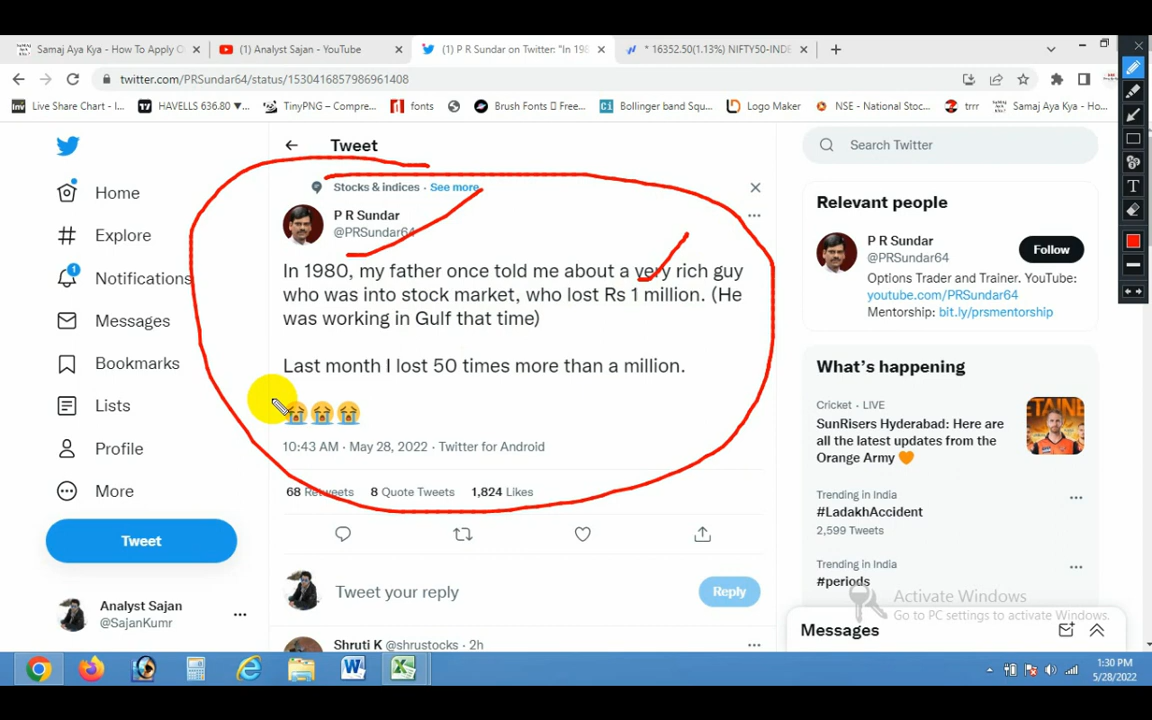 Samaj Aya Kya - How To Apply O
(1) Analyst Sajan - YouTube
(1) P R Sundar on Twitter: "In 198
* 16352.50(1.13%) NIFTY50-INDE
twitter.com/PRSundar64/status/1530416857986961408
Live Share Chart - I...
HAVELLS 636.80 ▼...
TinyPNG – Compre...
fonts
Brush Fonts
Free...
Bollinger band Squ...
Logo Maker
NSE - National Stoc...
trrr
Samaj Aya Kya - Ho...
Home
Explore
Notifications
1
Messages
Bookmarks
Lists
Profile
More
Tweet
Analyst Sajan
@SajanKumr
Tweet
Stocks & indices · See more
P R Sundar
@PRSundar64
In 1980, my father once told me about a very rich guy
who was into stock market, who lost Rs 1 million. (He
was working in Gulf that time)
Last month I lost 50 times more than a million.
😭😭😭
10:43 AM · May 28, 2022 · Twitter for Android
68 Retweets 8 Quote Tweets 1,824 Likes
Tweet your reply
Reply
Shruti K @shrustocks · 2h
Search Twitter
Relevant people
P R Sundar
@PRSundar64
Follow
Options Trader and Trainer. YouTube:
youtube.com/PRSundar64
Mentorship: bit.ly/prsmentorship
What's happening
Cricket · LIVE
SunRisers Hyderabad: Here are
all the latest updates from the
Orange Army 🧡
Trending in India
#LadakhAccident
2,599 Tweets
Trending in India
#periods
Activate Windows
Go to PC settings to activate Windows.
Messages
T
1:30 PM
5/28/2022